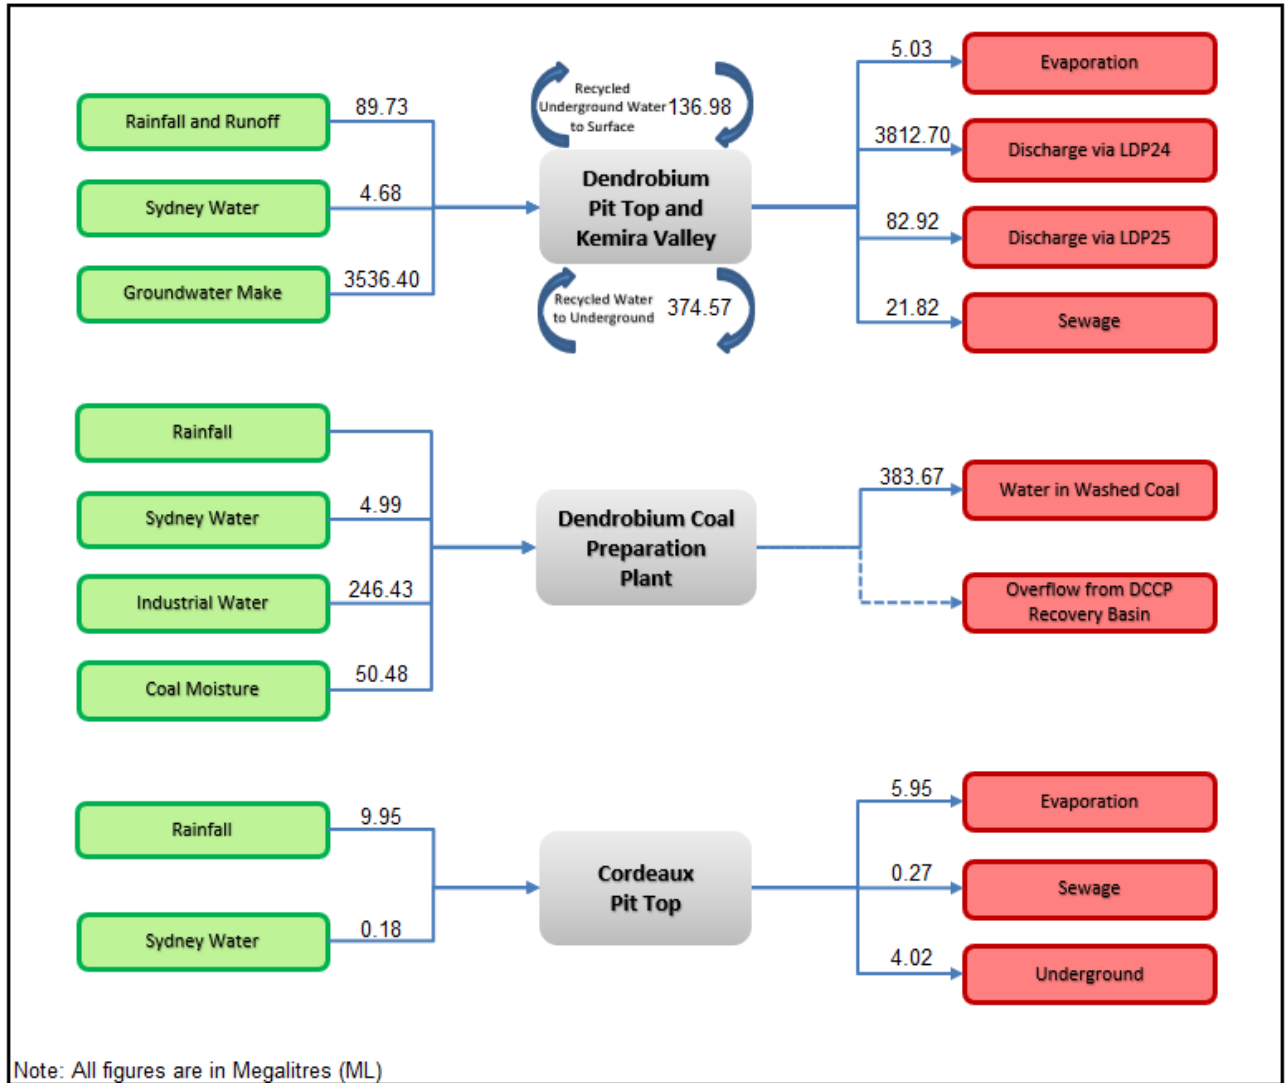 Rainfall and Runoff
89.73
Sydney Water
4.68
Groundwater Make
3536.40
Recycled
Underground Water
to Surface
136.98
Dendrobium
Pit Top and
Kemira Valley
Recycled Water
to Underground
374.57
5.03
Evaporation
3812.70
Discharge via LDP24
82.92
Discharge via LDP25
21.82
Sewage
Rainfall
Sydney Water
4.99
Industrial Water
246.43
Coal Moisture
50.48
Dendrobium Coal
Preparation
Plant
383.67
Water in Washed Coal
Overflow from DCCP
Recovery Basin
Rainfall
9.95
Sydney Water
0.18
Cordeaux
Pit Top
5.95
Evaporation
0.27
Sewage
4.02
Underground
Note: All figures are in Megalitres (ML)